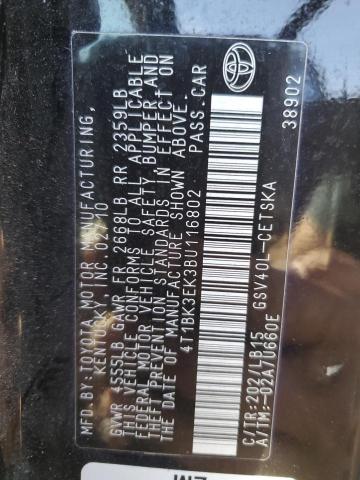 MFD.BY:TOYOTA MOTOR MANUFACTURING,
KENTUCKY, INC. 04/10
GVWR 4555LB GAWR FR 2668LB RR 2359LB
THIS VEHICLE CONFORMS TO ALL APPLICABLE
FEDERAL MOTOR VEHICLE SAFETY, BUMPER, AND
THEFT PREVENTION STANDARDS IN EFFECT ON
THE DATE OF MANUFACTURE SHOWN ABOVE.
4T1BK3EK3BU116802 PASS.CAR
C/TR:202/LB15 GSV40L-CETSKA
A/TM:-02A/U660E 38902